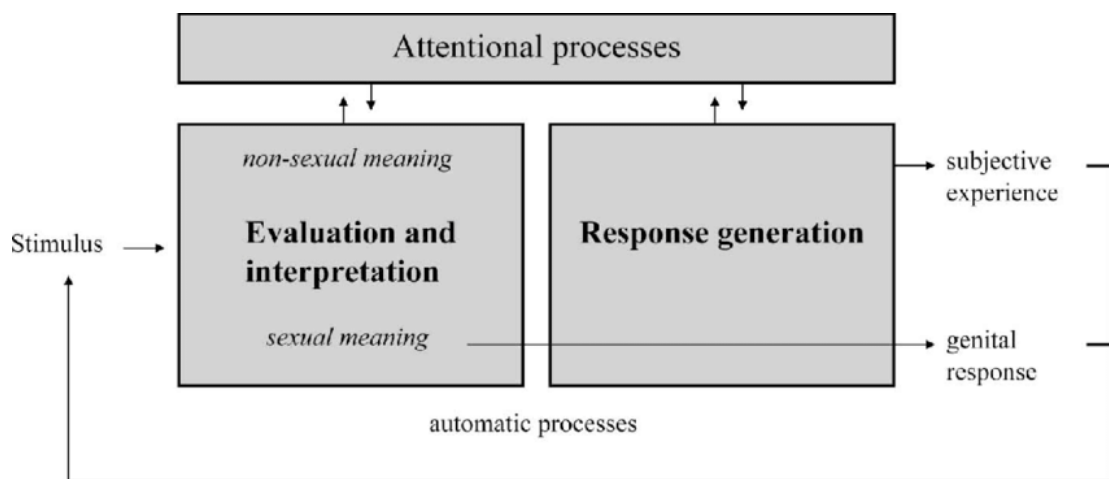 Attentional processes
non-sexual meaning
Evaluation and
interpretation
sexual meaning
Response generation
Stimulus
subjective
experience
genital
response
automatic processes